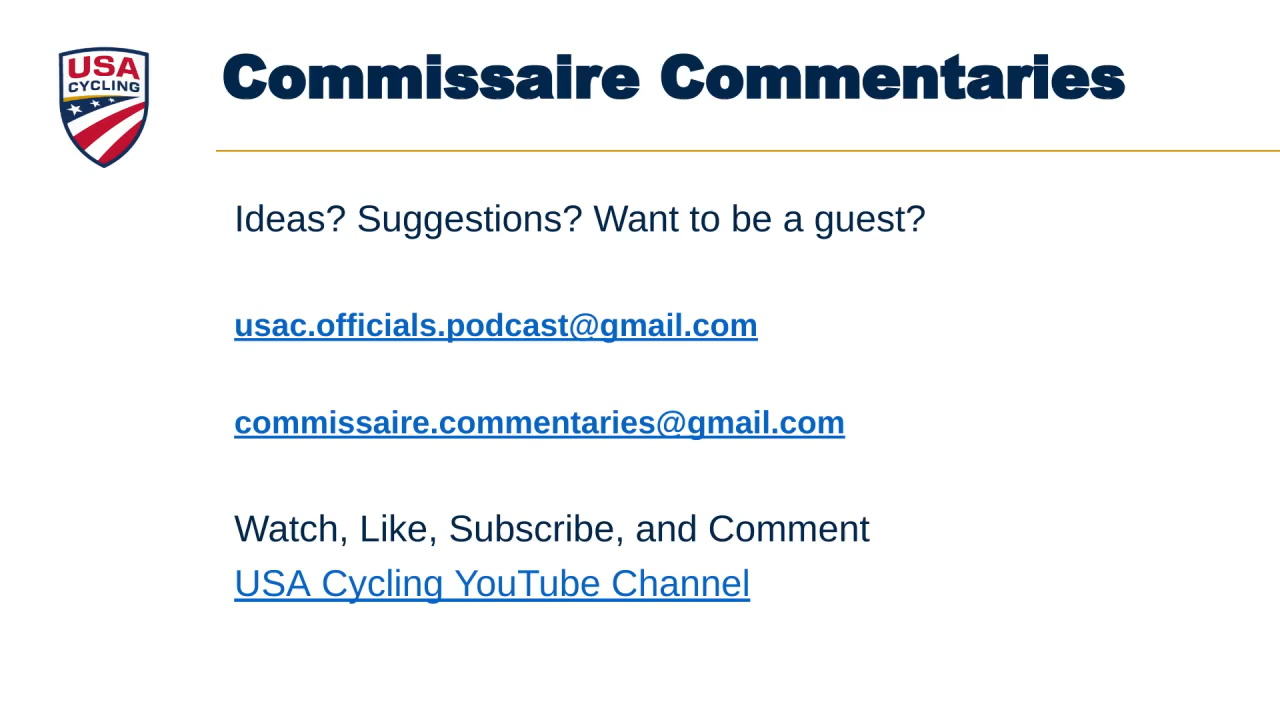 USA
CYCLING
Commissaire Commentaries
Ideas? Suggestions? Want to be a guest?
usac.officials.podcast@gmail.com
commissaire.commentaries@gmail.com
Watch, Like, Subscribe, and Comment
USA Cycling YouTube Channel